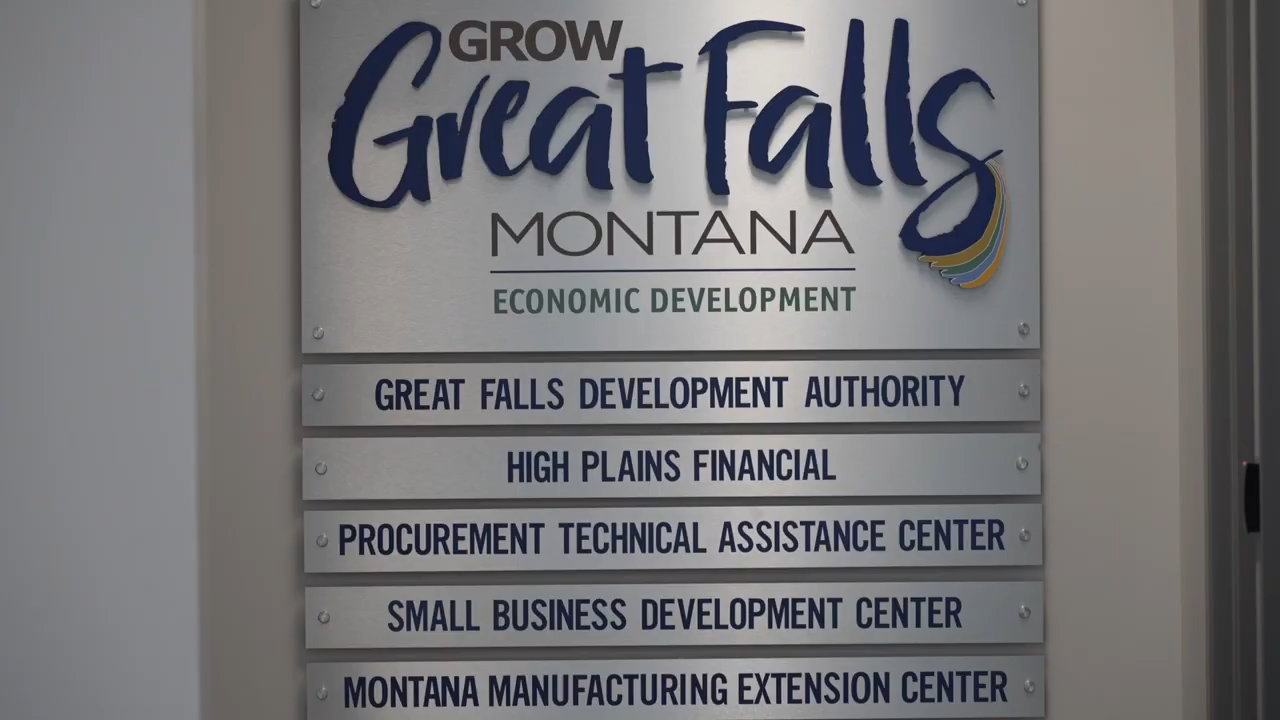 GROW
Great Falls
MONTANA
ECONOMIC DEVELOPMENT
GREAT FALLS DEVELOPMENT AUTHORITY
HIGH PLAINS FINANCIAL
PROCUREMENT TECHNICAL ASSISTANCE CENTER
SMALL BUSINESS DEVELOPMENT CENTER
MONTANA MANUFACTURING EXTENSION CENTER